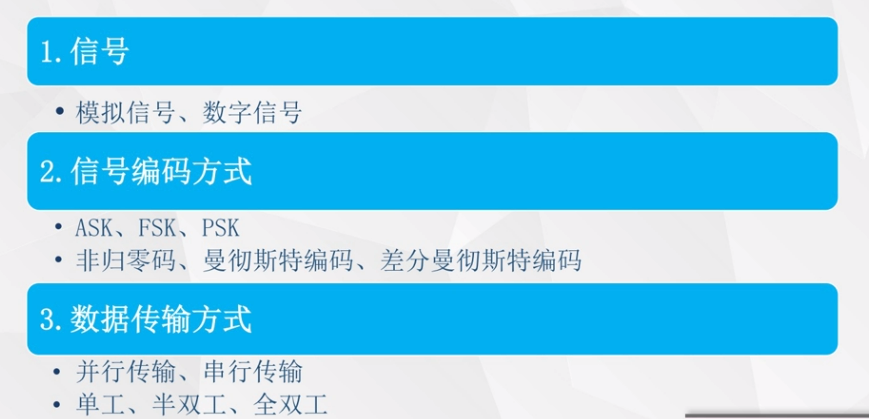 1.信号
• 模拟信号、数字信号
2.信号编码方式
• ASK、FSK、PSK
• 非归零码、曼彻斯特编码、差分曼彻斯特编码
3.数据传输方式
• 并行传输、串行传输
• 单工、半双工、全双工